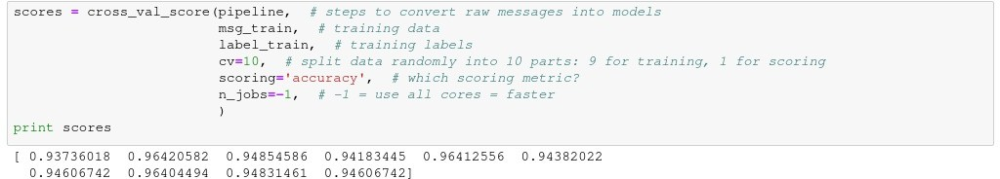 scores = cross_val_score(pipeline,  # steps to convert raw messages into models
                         msg_train,  # training data
                         label_train,  # training labels
                         cv=10,  # split data randomly into 10 parts: 9 for training, 1 for scoring
                         scoring='accuracy',  # which scoring metric?
                         n_jobs=-1,  # -1 = use all cores = faster
                         )
print scores
[ 0.93736018  0.96420582  0.94854586  0.94183445  0.96412556  0.94382022
  0.94606742  0.96404494  0.94831461  0.94606742]